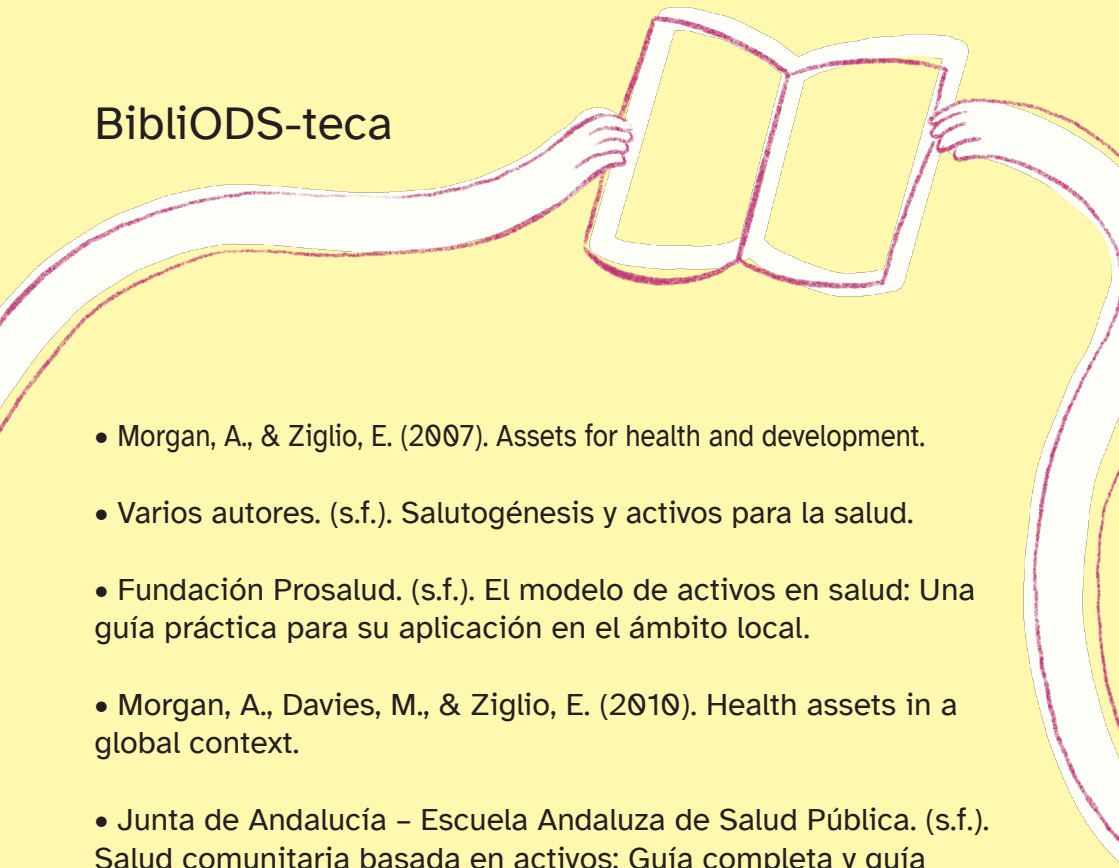 BibliODS-teca
• Morgan, A., & Ziglio, E. (2007). Assets for health and development.
• Varios autores. (s.f.). Salutogénesis y activos para la salud.
• Fundación Prosalud. (s.f.). El modelo de activos en salud: Una
guía práctica para su aplicación en el ámbito local.
• Morgan, A., Davies, M., & Ziglio, E. (2010). Health assets in a
global context.
• Junta de Andalucía – Escuela Andaluza de Salud Pública. (s.f.).
Salud comunitaria basada en activos: Guía completa y guía